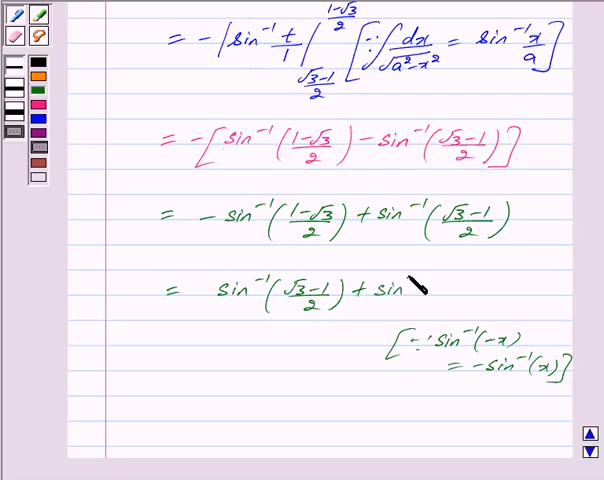 = -|sin⁻¹ t/1|_{(√3-1)/2}^{(1-√3)/2} [∵ ∫ dx/√(a²-x²) = sin⁻¹ x/a]
= -[sin⁻¹((1-√3)/2) - sin⁻¹((√3-1)/2)]
= -sin⁻¹((1-√3)/2) + sin⁻¹((√3-1)/2)
= sin⁻¹((√3-1)/2) + sin
[∵ sin⁻¹(-x)
= -sin⁻¹(x)]